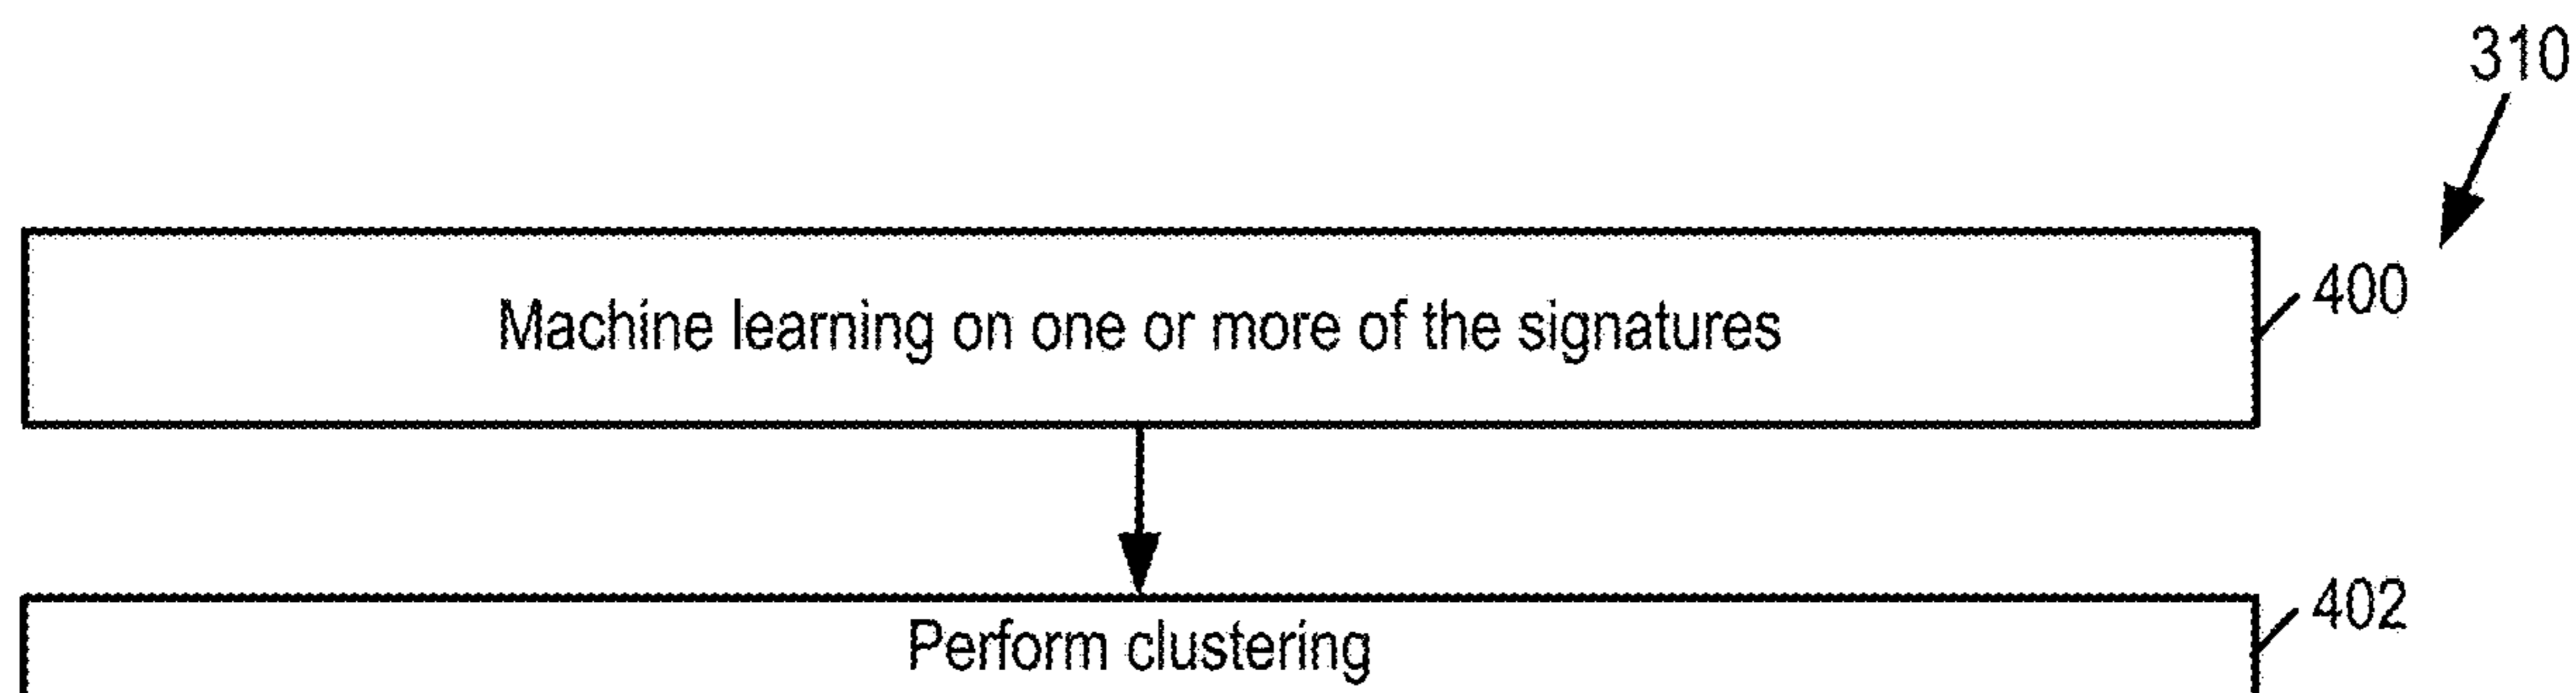 310
Machine learning on one or more of the signatures
400
Perform clustering
402